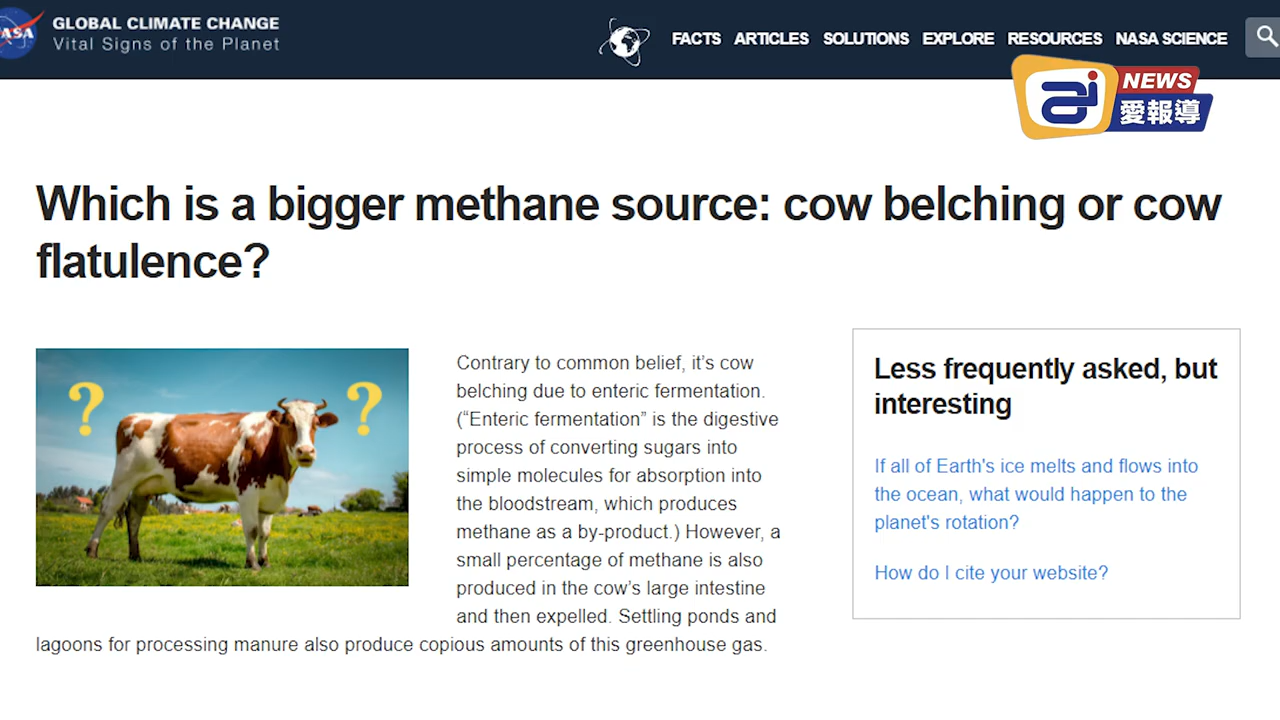 NASA
GLOBAL CLIMATE CHANGE
Vital Signs of the Planet
FACTS ARTICLES SOLUTIONS EXPLORE RESOURCES NASA SCIENCE
ai NEWS
愛報導
Which is a bigger methane source: cow belching or cow
flatulence?
? ?
Contrary to common belief, it’s cow
belching due to enteric fermentation.
(“Enteric fermentation” is the digestive
process of converting sugars into
simple molecules for absorption into
the bloodstream, which produces
methane as a by-product.) However, a
small percentage of methane is also
produced in the cow’s large intestine
and then expelled. Settling ponds and
lagoons for processing manure also produce copious amounts of this greenhouse gas.
Less frequently asked, but
interesting
If all of Earth's ice melts and flows into
the ocean, what would happen to the
planet's rotation?
How do I cite your website?